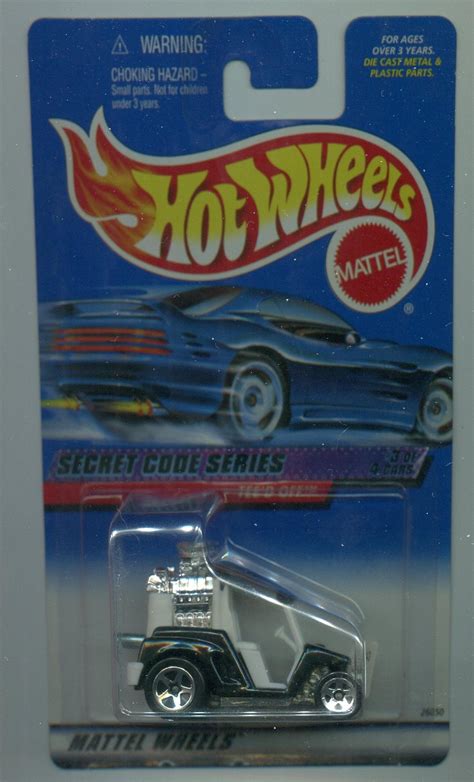 WARNING:
CHOKING HAZARD –
Small parts. Not for children
under 3 years.
FOR AGES
OVER 3 YEARS.
DIE CAST METAL &
PLASTIC PARTS.
Hot Wheels
MATTEL
®
SECRET CODE SERIES
3 OF
4 CARS
TEE'D OFF™
26050
MATTEL WHEELS